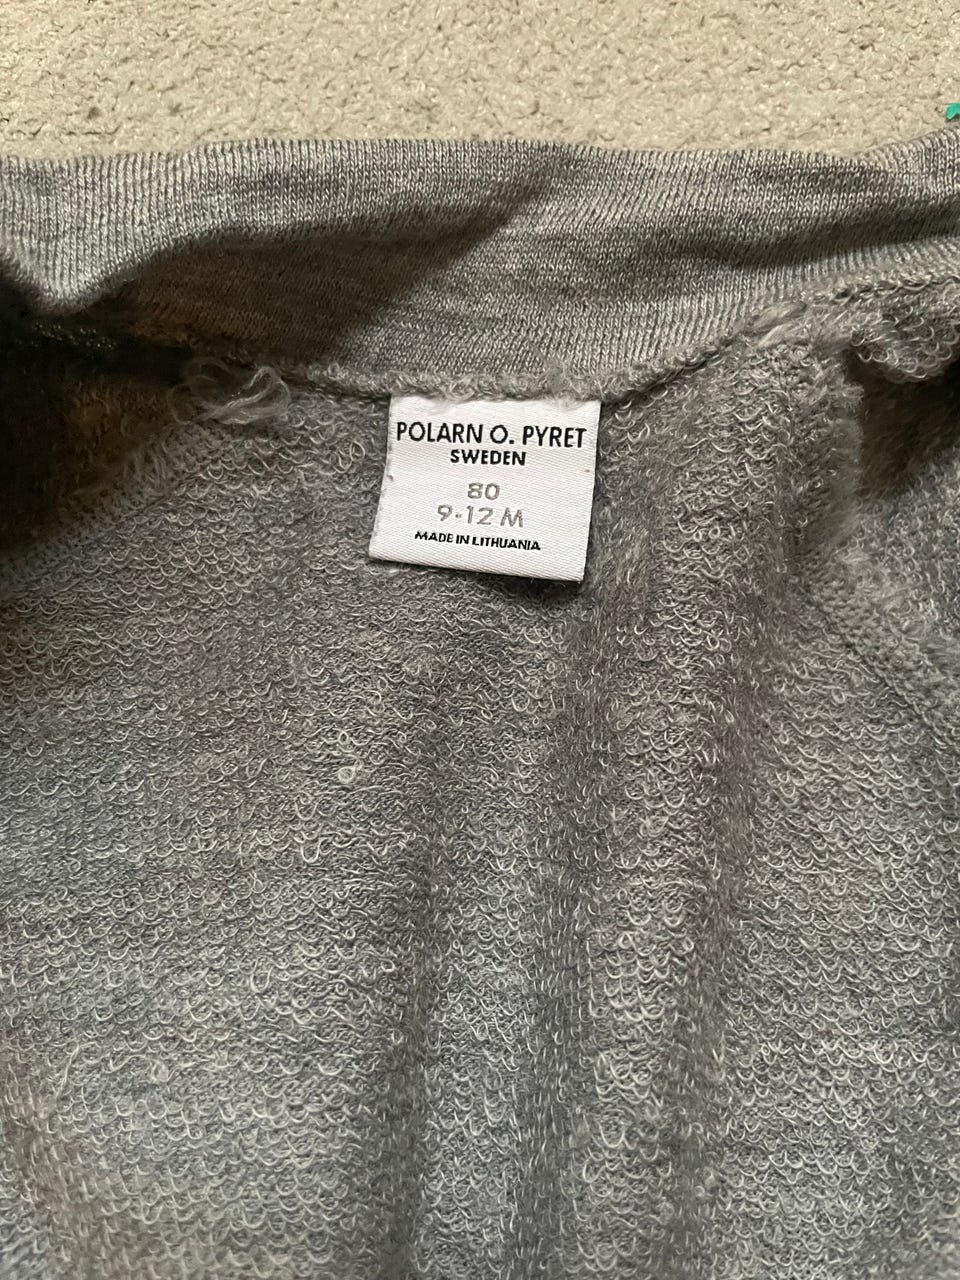 POLARN O. PYRET
SWEDEN
80
9-12 M
MADE IN LITHUANIA